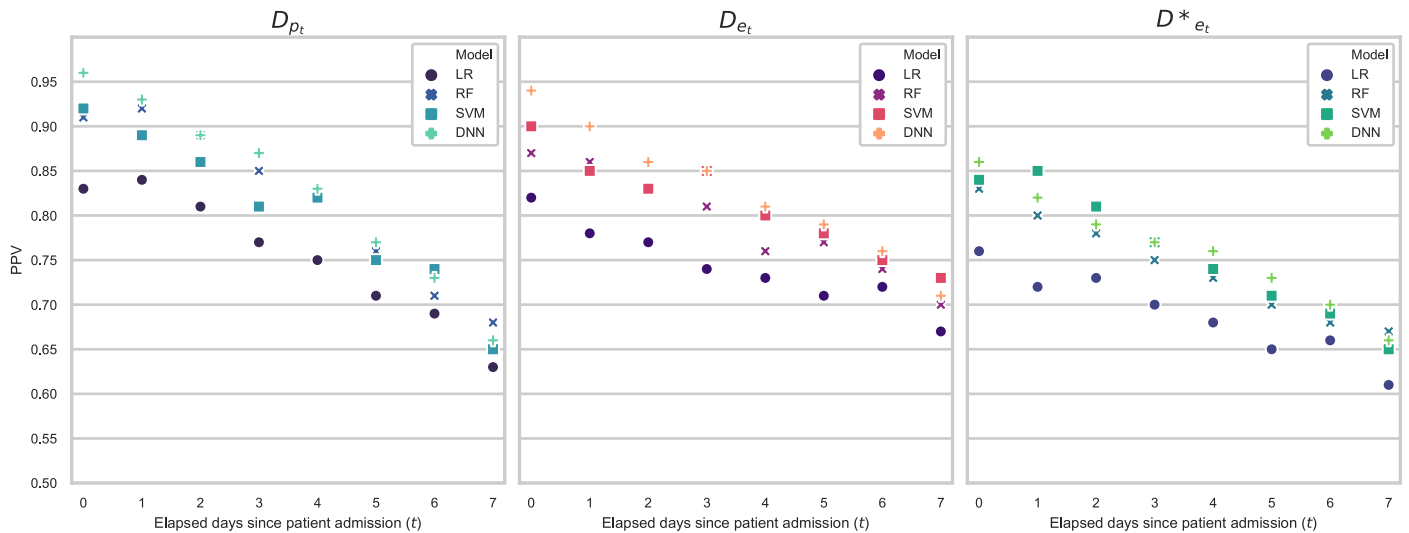 D_{p_t}
D_{e_t}
D*_{e_t}
PPV
0.95
0.90
0.85
0.80
0.75
0.70
0.65
0.60
0.55
0.50
Model
LR
RF
SVM
DNN
Model
LR
RF
SVM
DNN
Model
LR
RF
SVM
DNN
0 1 2 3 4 5 6 7
0 1 2 3 4 5 6 7
0 1 2 3 4 5 6 7
Elapsed days since patient admission (t)
Elapsed days since patient admission (t)
Elapsed days since patient admission (t)